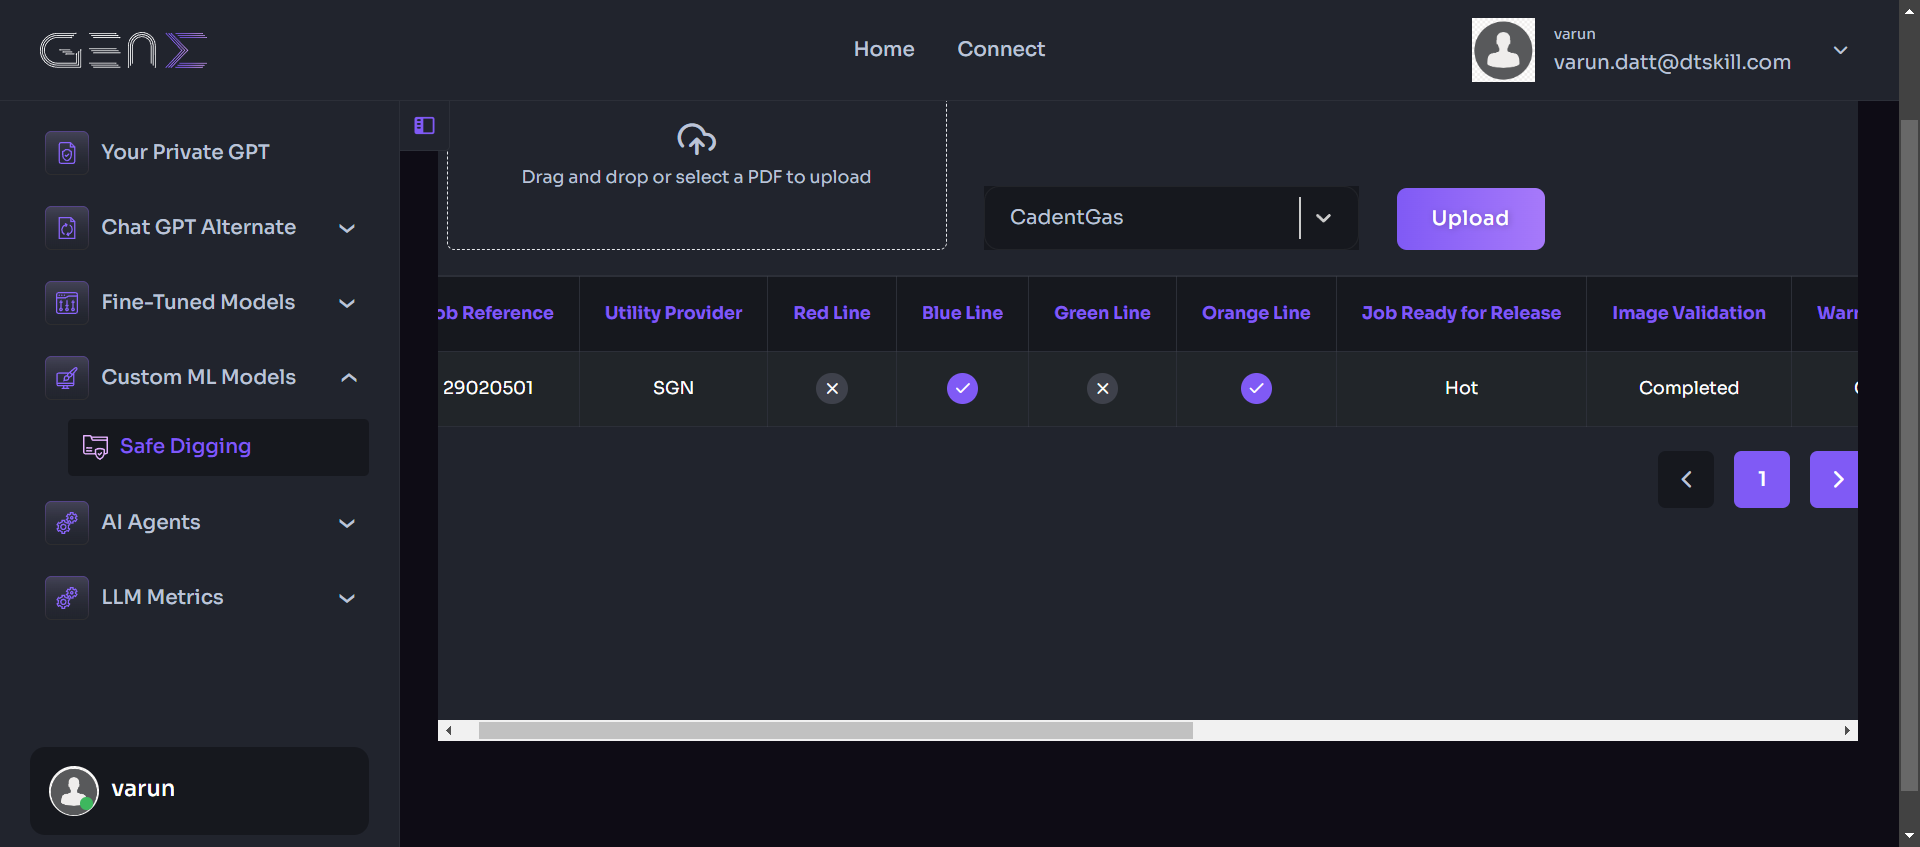 GENΣ
Home
Connect
varun
varun.datt@dtskill.com
Your Private GPT
Chat GPT Alternate
Fine-Tuned Models
Custom ML Models
Safe Digging
AI Agents
LLM Metrics
varun
Drag and drop or select a PDF to upload
CadentGas
Upload
ob Reference Utility Provider Red Line Blue Line Green Line Orange Line Job Ready for Release Image Validation Warr
29020501 SGN Hot Completed
1